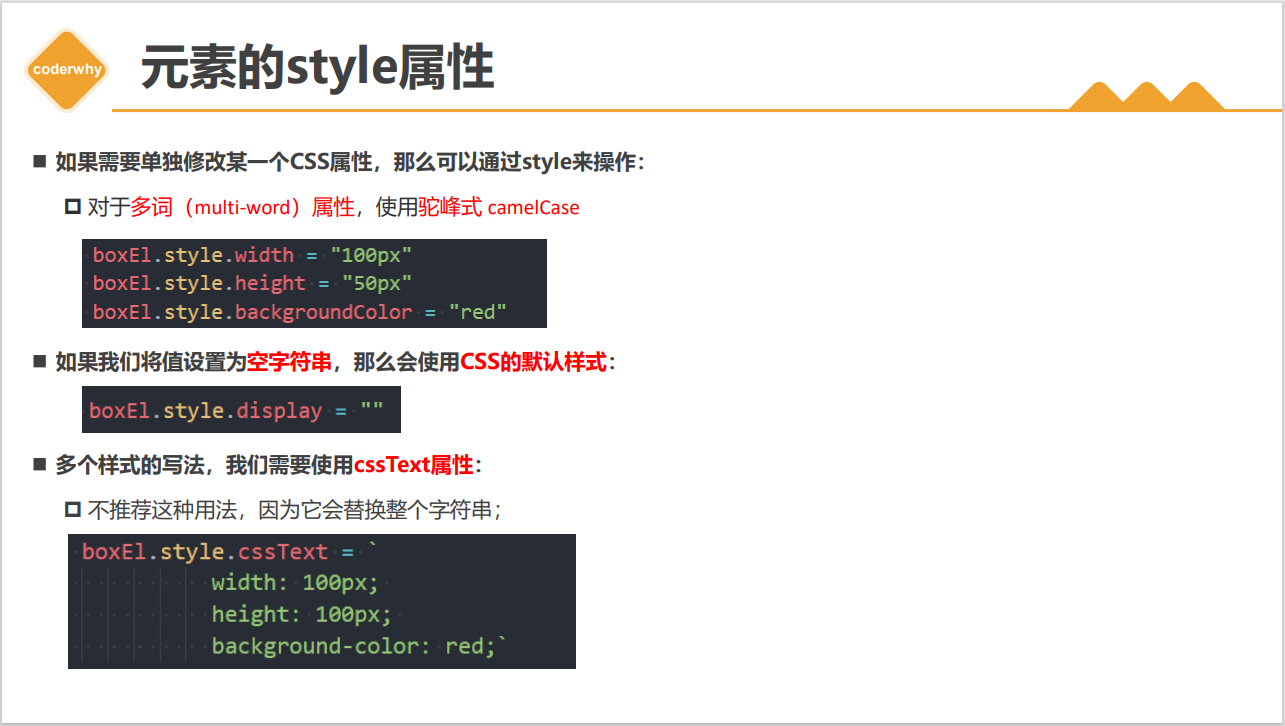 coderwhy
元素的style属性
如果需要单独修改某一个CSS属性，那么可以通过style来操作：
对于多词（multi-word）属性，使用驼峰式 camelCase
boxEl.style.width = "100px"
boxEl.style.height = "50px"
boxEl.style.backgroundColor = "red"
如果我们将值设置为空字符串，那么会使用CSS的默认样式：
boxEl.style.display = ""
多个样式的写法，我们需要使用cssText属性：
不推荐这种用法，因为它会替换整个字符串；
boxEl.style.cssText = `
width: 100px;
height: 100px;
background-color: red;`